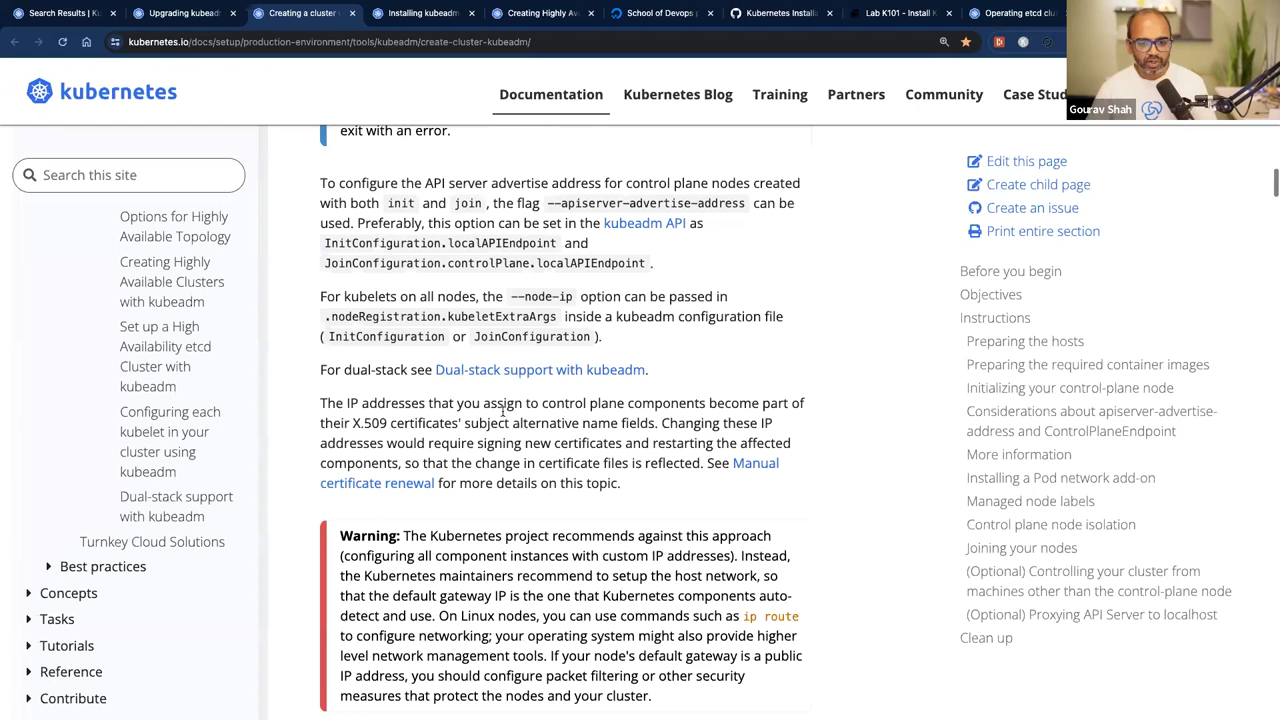 Search Results | K
Upgrading kubead
Creating a cluster
Installing kubeadm
Creating Highly Av
School of Devops
Kubernetes Installa
Lab K101 - Install K
Operating etcd clu
kubernetes.io/docs/setup/production-environment/tools/kubeadm/create-cluster-kubeadm/
Gourav Shah
kubernetes
Documentation
Kubernetes Blog
Training
Partners
Community
Case Stud
Search this site
Options for Highly
Available Topology
Creating Highly
Available Clusters
with kubeadm
Set up a High
Availability etcd
Cluster with
kubeadm
Configuring each
kubelet in your
cluster using
kubeadm
Dual-stack support
with kubeadm
Turnkey Cloud Solutions
Best practices
Concepts
Tasks
Tutorials
Reference
Contribute
exit with an error.
To configure the API server advertise address for control plane nodes created
with both init and join, the flag --apiserver-advertise-address can be
used. Preferably, this option can be set in the kubeadm API as
InitConfiguration.localAPIEndpoint and
JoinConfiguration.controlPlane.localAPIEndpoint.
For kubelets on all nodes, the --node-ip option can be passed in
.nodeRegistration.kubeletExtraArgs inside a kubeadm configuration file
(InitConfiguration or JoinConfiguration).
For dual-stack see Dual-stack support with kubeadm.
The IP addresses that you assign to control plane components become part of
their X.509 certificates' subject alternative name fields. Changing these IP
addresses would require signing new certificates and restarting the affected
components, so that the change in certificate files is reflected. See Manual
certificate renewal for more details on this topic.
Warning: The Kubernetes project recommends against this approach
(configuring all component instances with custom IP addresses). Instead,
the Kubernetes maintainers recommend to setup the host network, so
that the default gateway IP is the one that Kubernetes components auto-
detect and use. On Linux nodes, you can use commands such as ip route
to configure networking; your operating system might also provide higher
level network management tools. If your node's default gateway is a public
IP address, you should configure packet filtering or other security
measures that protect the nodes and your cluster.
Edit this page
Create child page
Create an issue
Print entire section
Before you begin
Objectives
Instructions
Preparing the hosts
Preparing the required container images
Initializing your control-plane node
Considerations about apiserver-advertise-
address and ControlPlaneEndpoint
More information
Installing a Pod network add-on
Managed node labels
Control plane node isolation
Joining your nodes
(Optional) Controlling your cluster from
machines other than the control-plane node
(Optional) Proxying API Server to localhost
Clean up